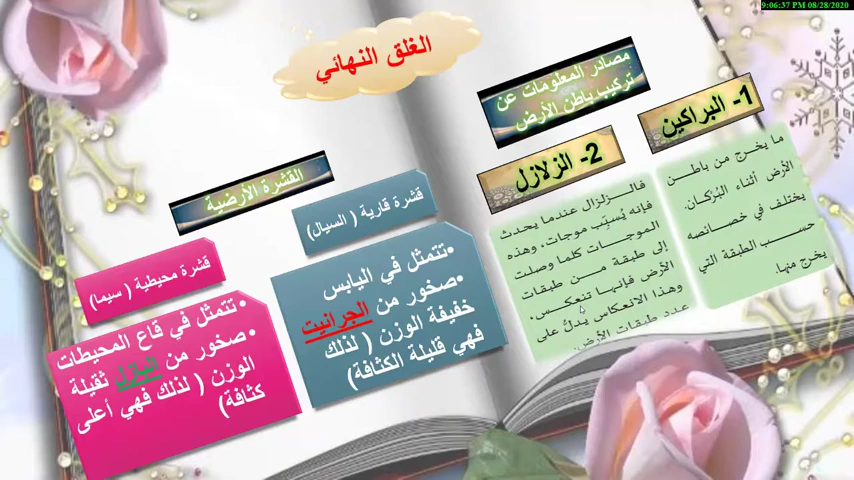 9:06:37 PM 08/28/2020
الغلق النهائي
مصادر المعلومات عن
تركيب باطن الأرض
1- البراكين
ما يخرج من باطن
الأرض أثناء البُركان.
يختلف في خصائصه
حسب الطبقة التي
يخرج منها.
2- الزلازل
فالزلزال عندما يحدث
فإنه يُسبِّب موجات، وهذه
الموجات كلما وصلت
إلى طبقة من طبقات
الأرض فإنها تنعكس.
وهذا الانعكاس يدلُّ على
عدد طبقات الأرض.
القشرة الأرضية
قشرة قارية ( السيال)
•تتمثل في اليابس
•صخور من الجرانيت
خفيفة الوزن ( لذلك
فهي قليلة الكثافة)
قشرة محيطية ( سيما)
•تتمثل في قاع المحيطات
•صخور من البازل ثقيلة
الوزن ( لذلك فهي أعلى
كثافة)